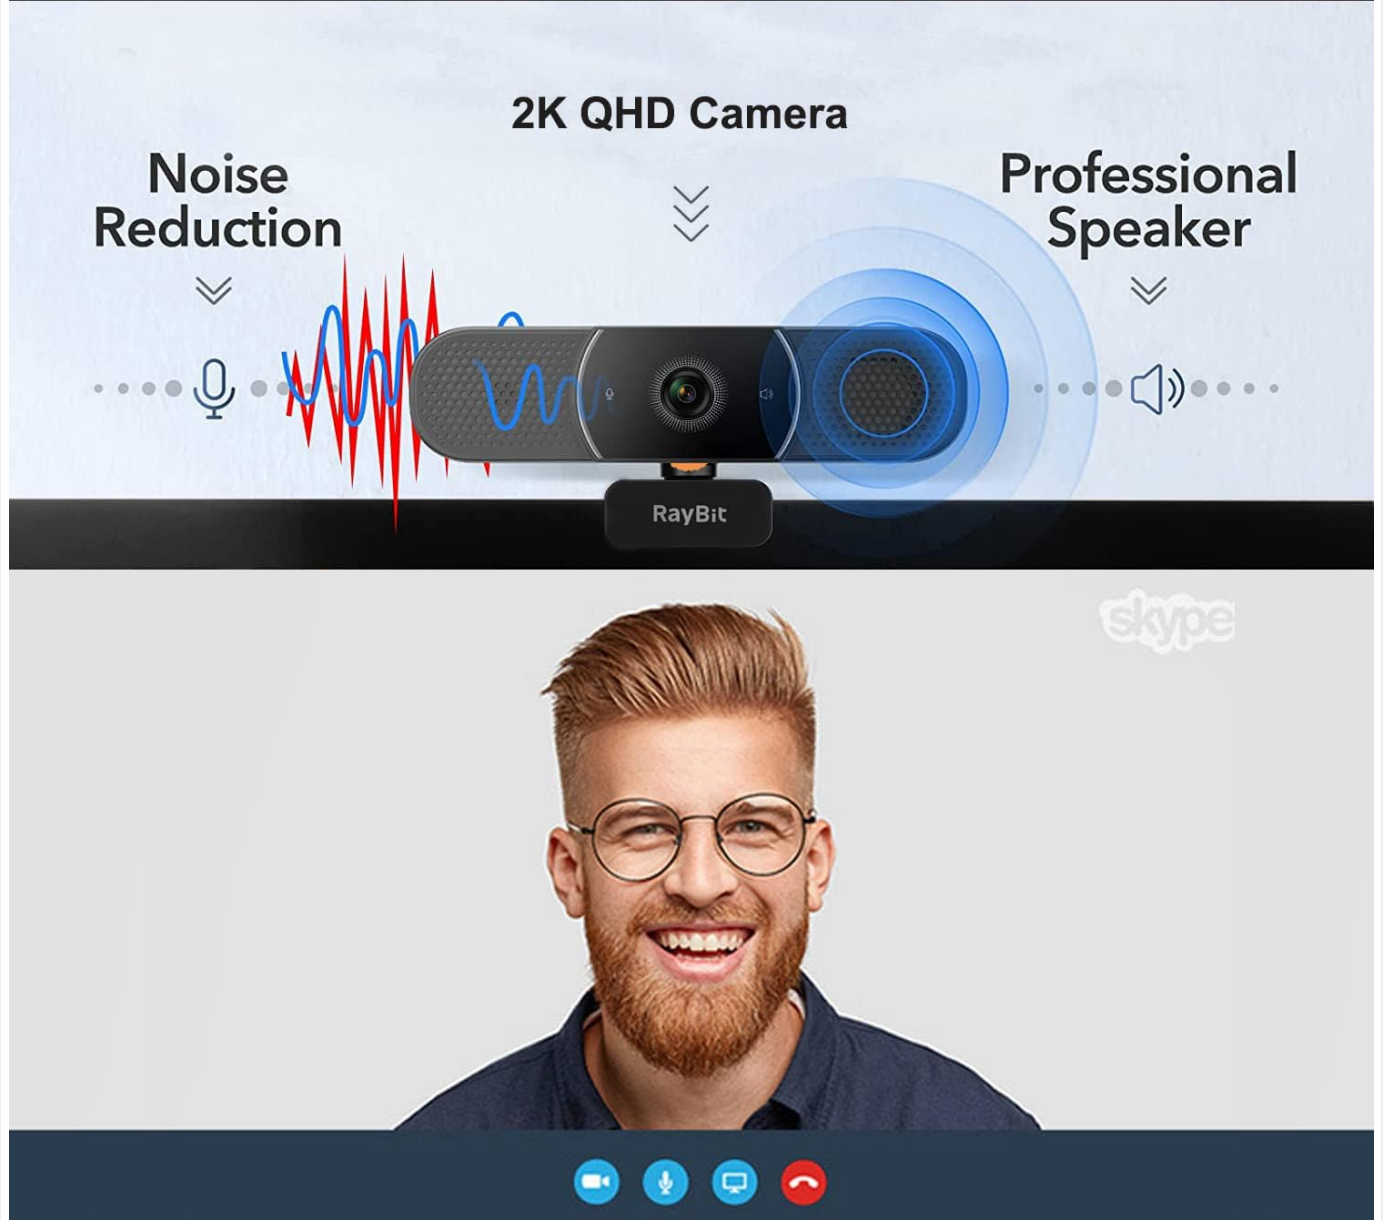 2K QHD Camera
Noise
Reduction
Professional
Speaker
RayBit
skype